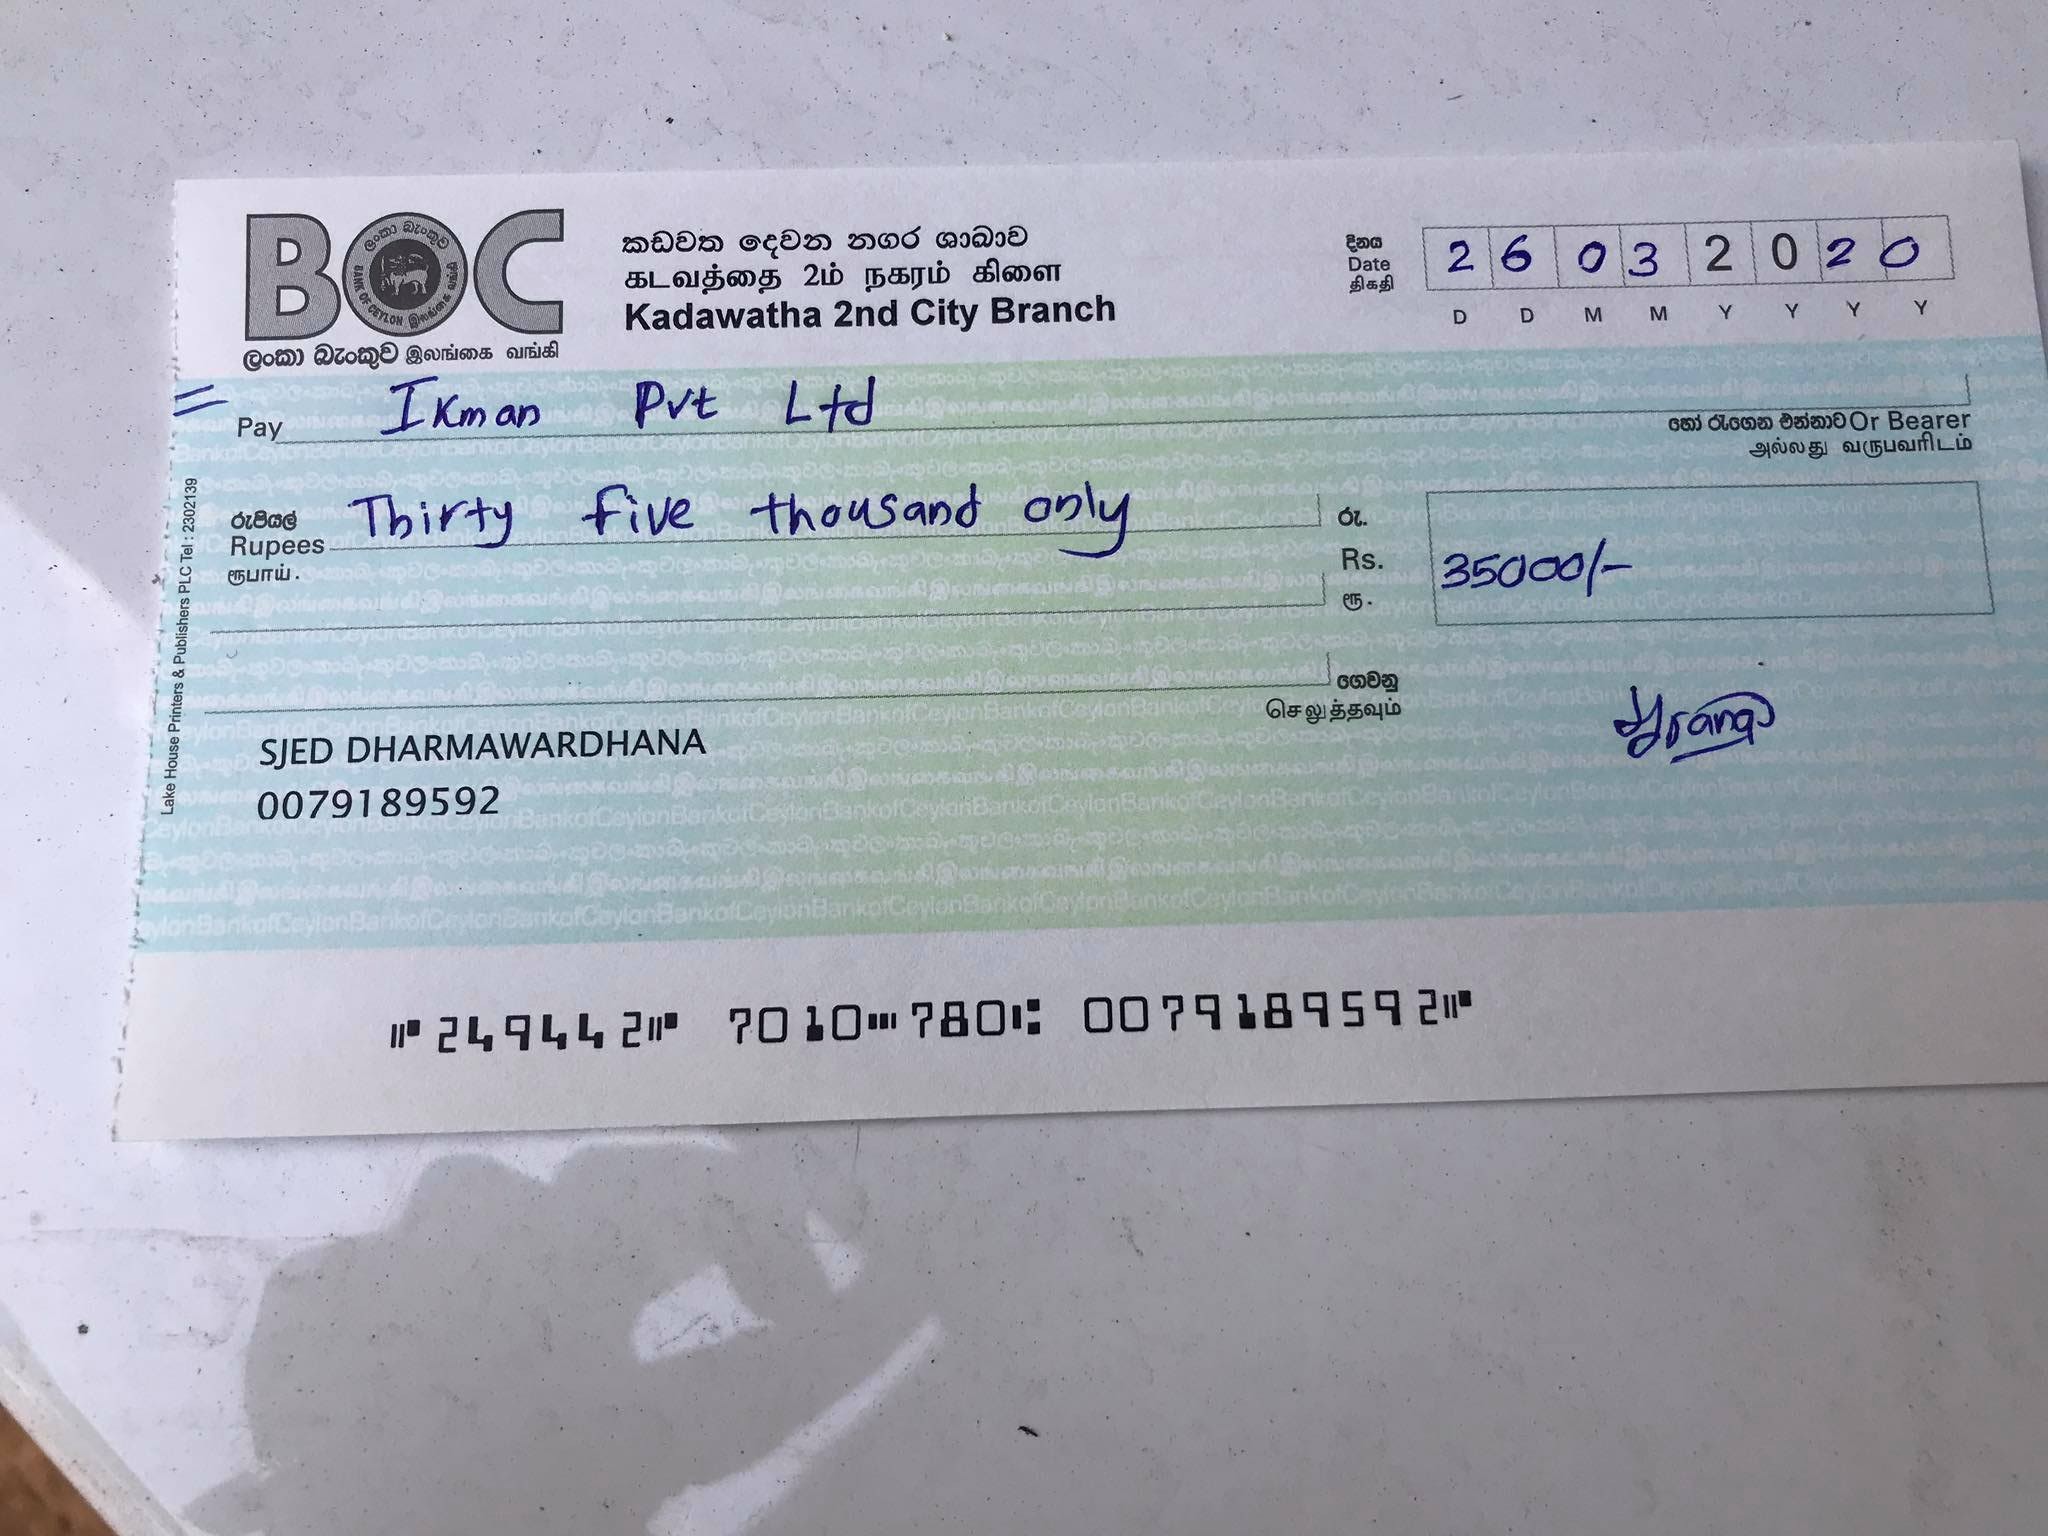 BOC
ලංකා බැංකුව
BANK OF CEYLON இலங்கை வங்கி
ලංකා බැංකුව இலங்கை வங்கி
කඩවත දෙවන නගර ශාඛාව
கடவத்தை 2ம் நகரம் கிளை
Kadawatha 2nd City Branch
දිනය
Date
திகதி
2 6 0 3 2 0 2 0
D D M M Y Y Y Y
Pay Ikman Pvt Ltd
හෝ රැගෙන එන්නාට Or Bearer
அல்லது வருபவரிடம்
රුපියල්
Rupees Thirty five thousand only
ரூபாய்.
රු.
Rs. 35000/-
ரூ.
ගෙවනු
செலுத்தவும்
SJED DHARMAWARDHANA
0079189592
Lake House Printers & Publishers PLC Tel : 2302139
⑈249442⑈ 7010⑉780⑆ 0079189592⑈